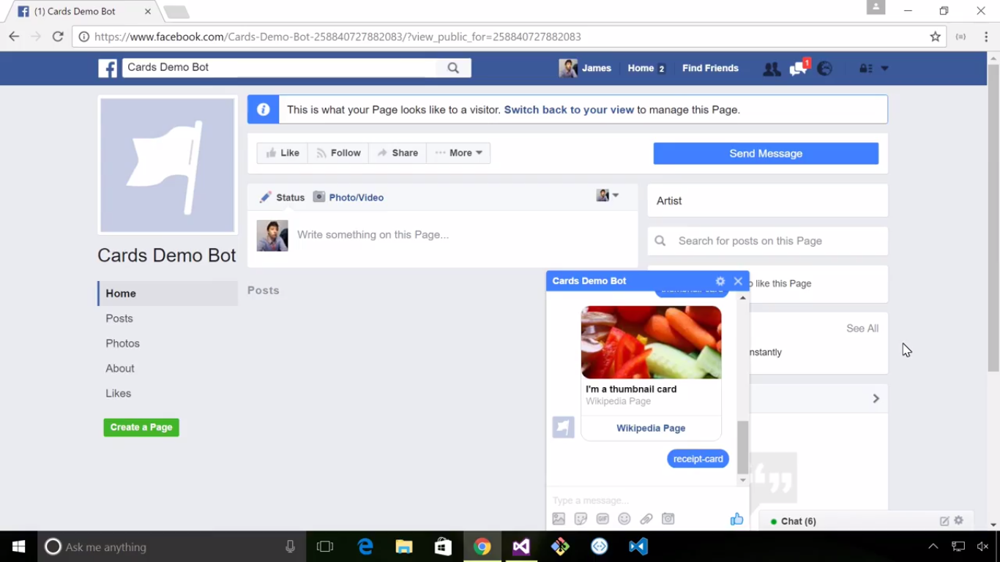 (1) Cards Demo Bot
https://www.facebook.com/Cards-Demo-Bot-258840727882083/?view_public_for=258840727882083
Cards Demo Bot
James Home 2 Find Friends 1
This is what your Page looks like to a visitor. Switch back to your view to manage this Page.
Like Follow Share More
Send Message
Status Photo/Video
Artist
Write something on this Page...
Search for posts on this Page
Cards Demo Bot
Home
Posts
Photos
About
Likes
Create a Page
Posts
Cards Demo Bot
like this Page
I'm a thumbnail card
Wikipedia Page
Wikipedia Page
receipt-card
Type a message...
GIF
See All
Chat (6)
Ask me anything